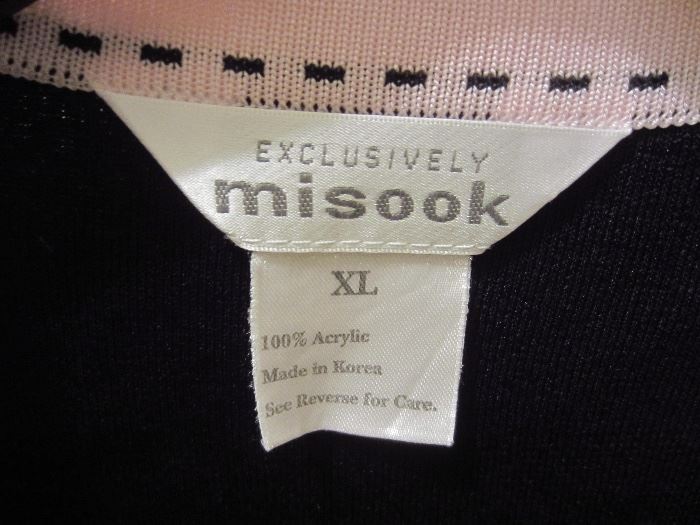 EXCLUSIVELY
misook
XL
100% Acrylic
Made in Korea
See Reverse for Care.